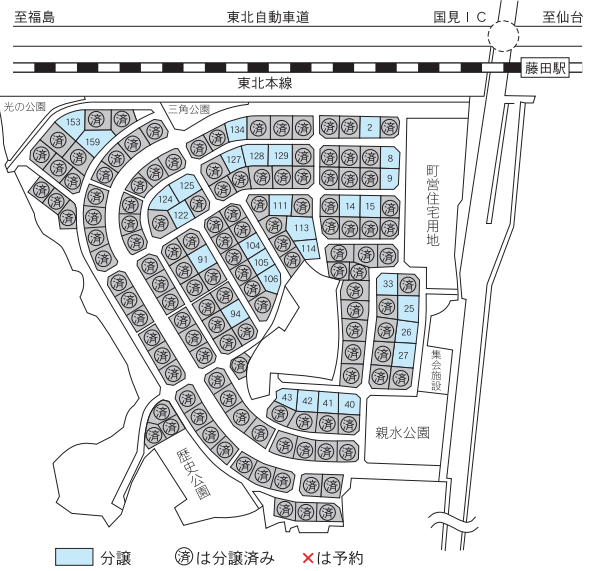 至福島 東北自動車道 国見IC 至仙台
藤田駅
東北本線
光の公園 三角公園
153 159
134 2
127 128 129 8
9
124 125 122
111 14 15
113 114
町営住宅用地
91 104 105 106
94
33 25 26 27
集会施設
43 42 41 40
親水公園
歴史公園
分譲 済は分譲済み ×は予約